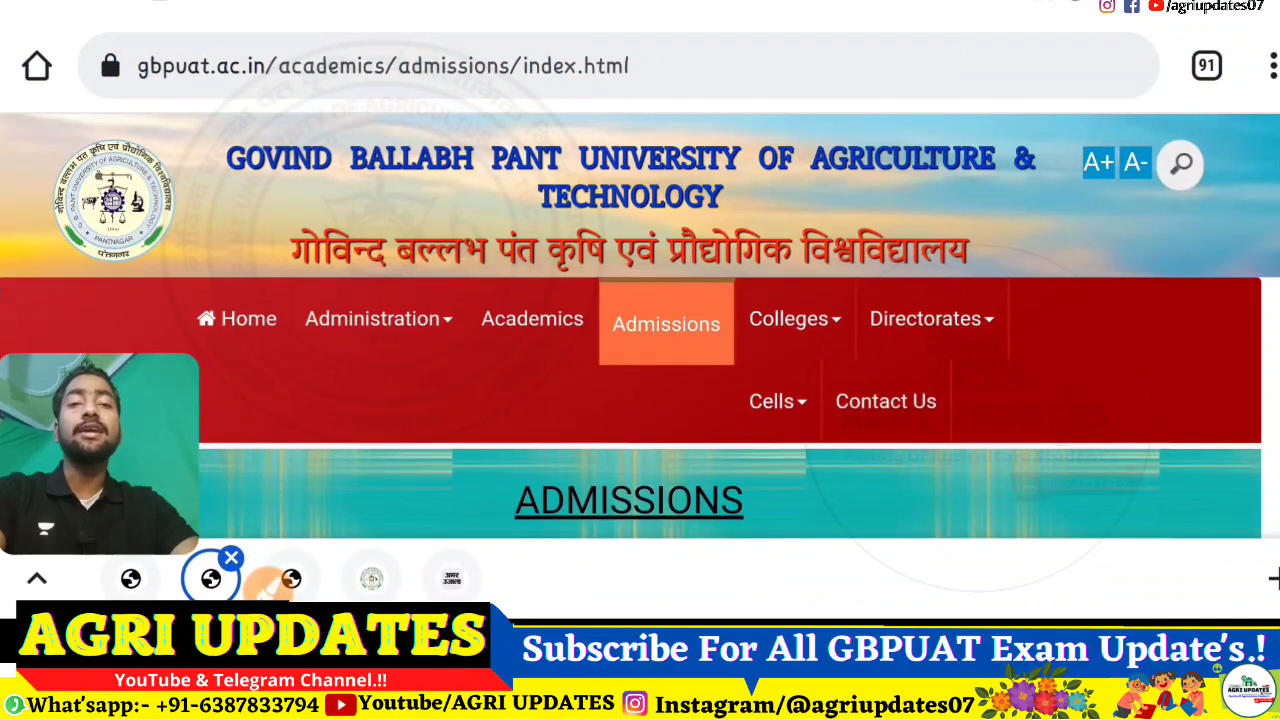 /agriupdates07
gbpuat.ac.in/academics/admissions/index.html
91
GOVIND BALLABH PANT UNIVERSITY OF AGRICULTURE &
TECHNOLOGY
A+ A-
गोविन्द बल्लभ पंत कृषि एवं प्रौद्योगिक विश्वविद्यालय
Home Administration Academics Admissions Colleges Directorates
Cells Contact Us
ADMISSIONS
अमर
उजाला
AGRI UPDATES
Subscribe For All GBPUAT Exam Update's.!
YouTube & Telegram Channel.!!
What'sapp:- +91-6387833794 Youtube/AGRI UPDATES Instagram/@agriupdates07